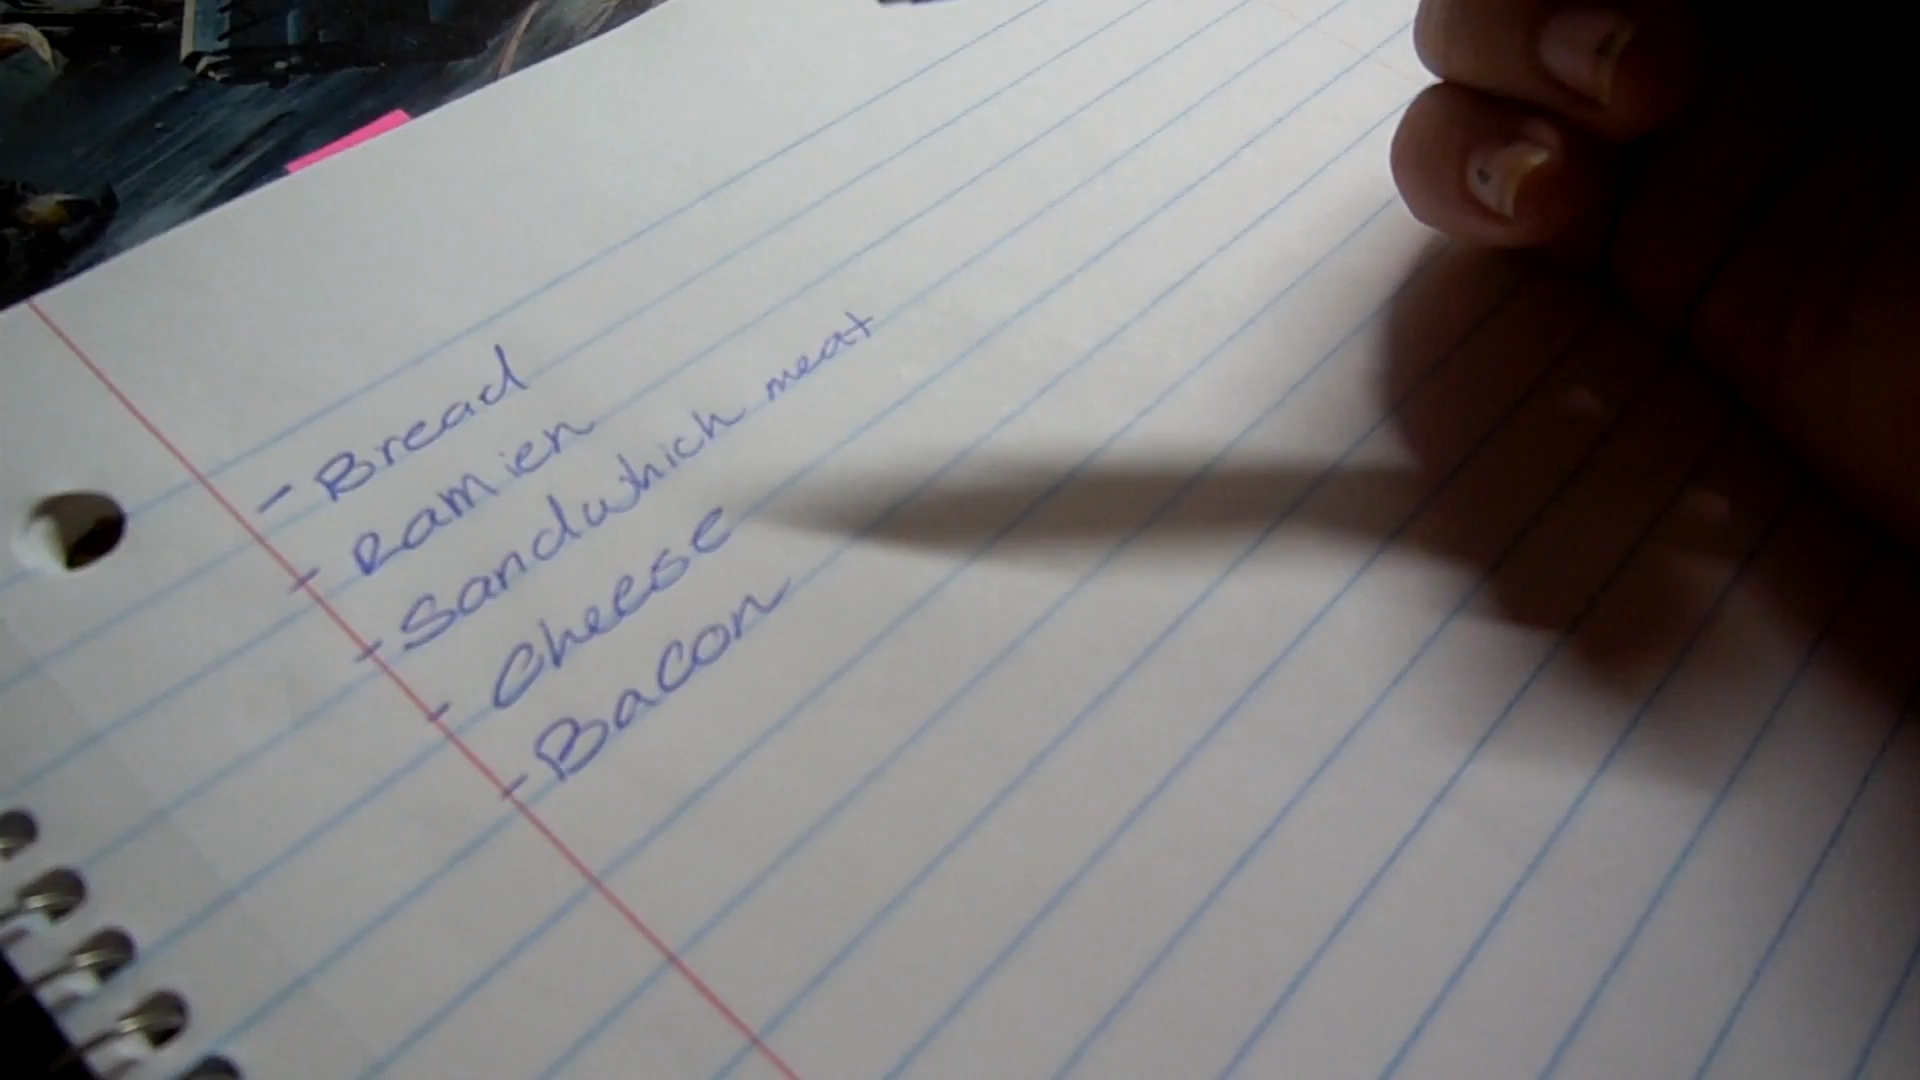 - Bread
- Ramien
- Sandwhich meat
- Cheese
- Bacon